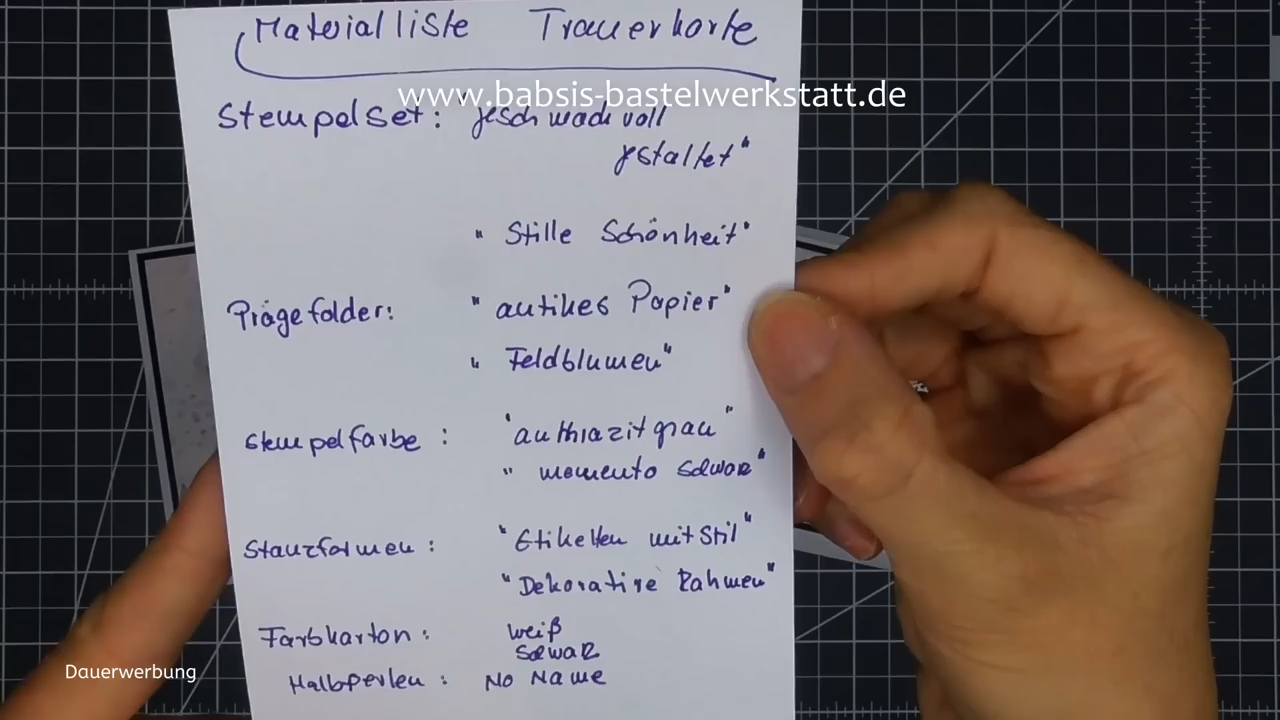 Materialliste Trauerkarte
www.babsis-bastelwerkstatt.de
Stempelset: "geschmackvoll
gestaltet"
"Stille Schönheit"
Prägefolder: "antikes Papier"
"Feldblumen"
Stempelfarbe: "anthrazitgrau"
"momento schwarz"
Stanzformen: "Etiketten mit Stil"
"Dekorative Rahmen"
Farbkarton: weiß
schwarz
Halbperlen: No Name
Dauerwerbung